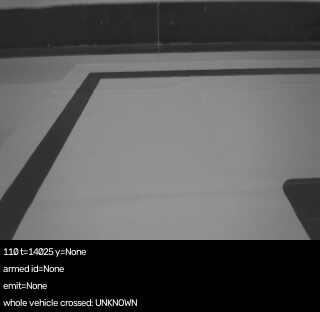 110 t=14025 y=None
armed id=None
emit=None
whole vehicle crossed: UNKNOWN